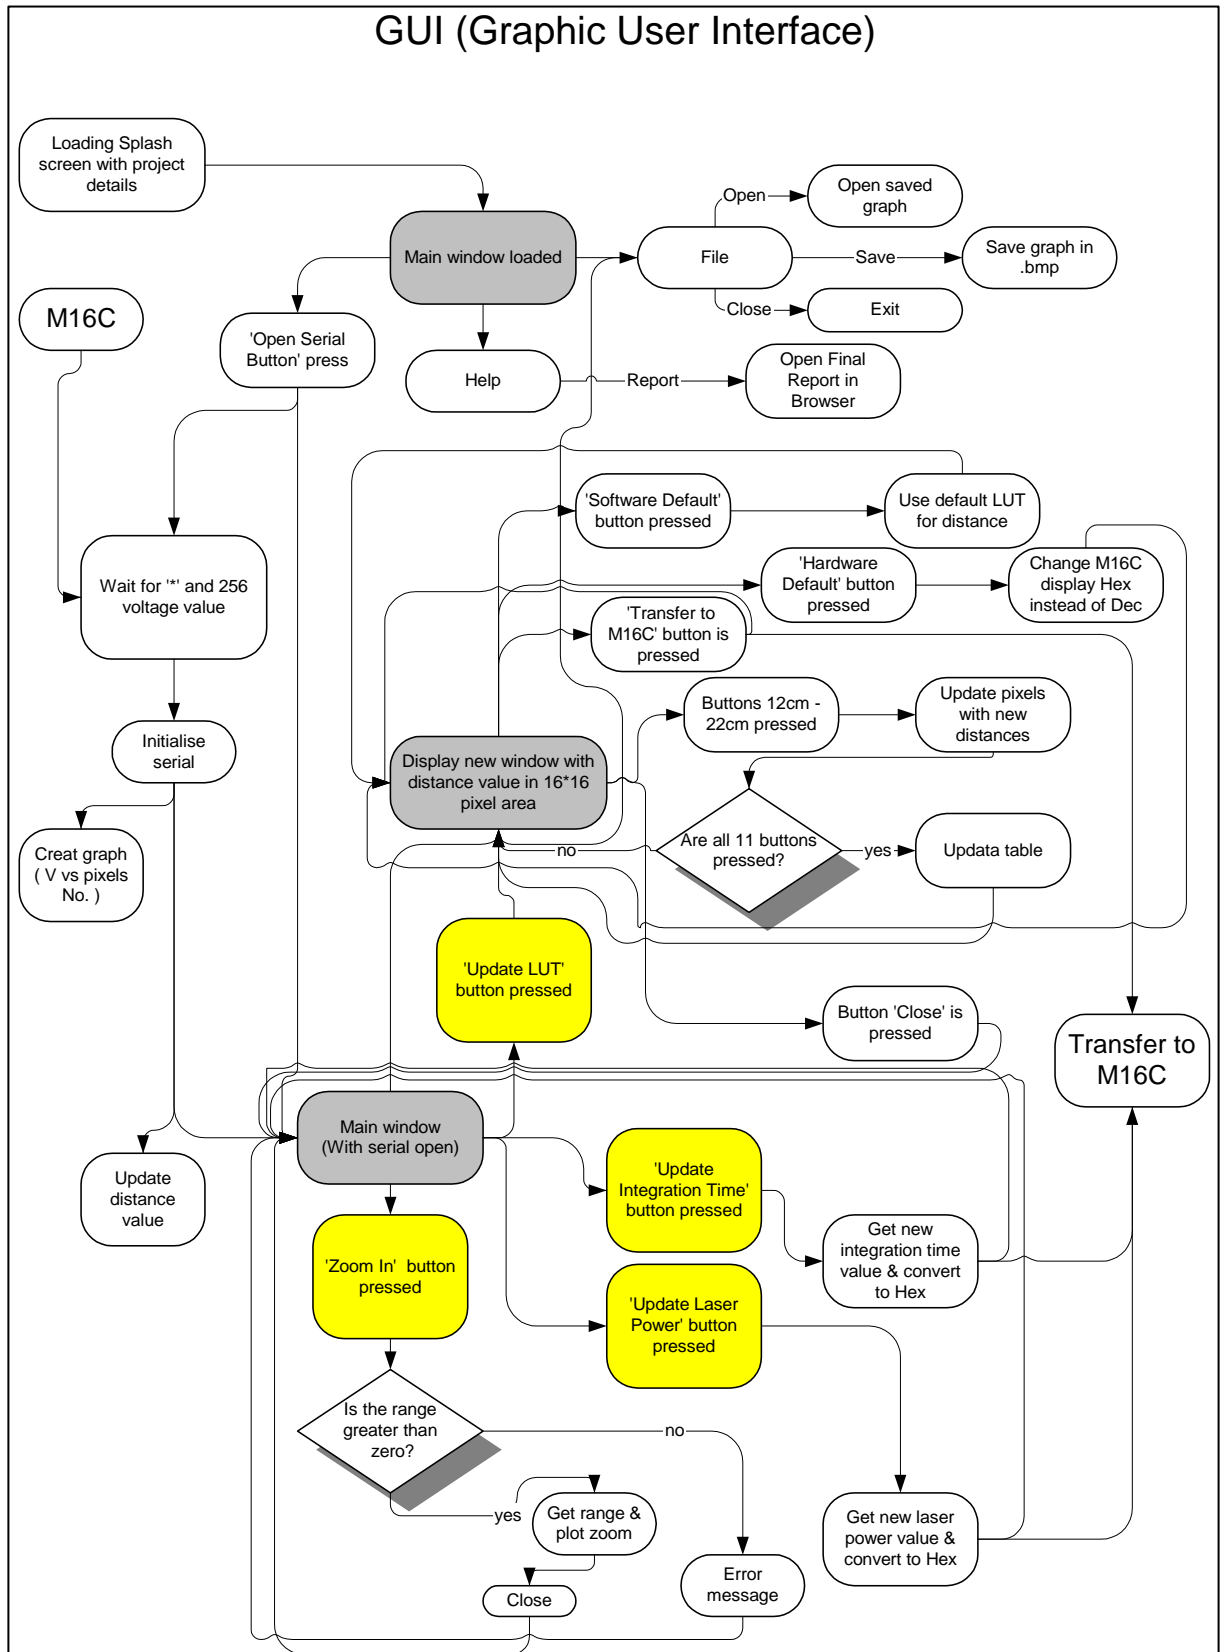 GUI (Graphic User Interface)
Loading Splash
screen with project
details
Main window loaded
File
Open
Open saved
graph
Save
Save graph in
.bmp
Close
Exit
M16C
'Open Serial
Button' press
Help
Report
Open Final
Report in
Browser
'Software Default'
button pressed
Use default LUT
for distance
Wait for '*' and 256
voltage value
'Hardware
Default' button
pressed
Change M16C
display Hex
instead of Dec
'Transfer to
M16C' button is
pressed
Buttons 12cm -
22cm pressed
Update pixels
with new
distances
Initialise
serial
Display new window with
distance value in 16*16
pixel area
Creat graph
( V vs pixels
No. )
no
Are all 11 buttons
pressed?
yes
Updata table
'Update LUT'
button pressed
Button 'Close' is
pressed
Transfer to
M16C
Main window
(With serial open)
Update
distance
value
'Update
Integration Time'
button pressed
Get new
integration time
value & convert
to Hex
'Zoom In' button
pressed
'Update Laser
Power' button
pressed
Is the range
greater than
zero?
no
yes
Get range &
plot zoom
Get new laser
power value &
convert to Hex
Close
Error
message